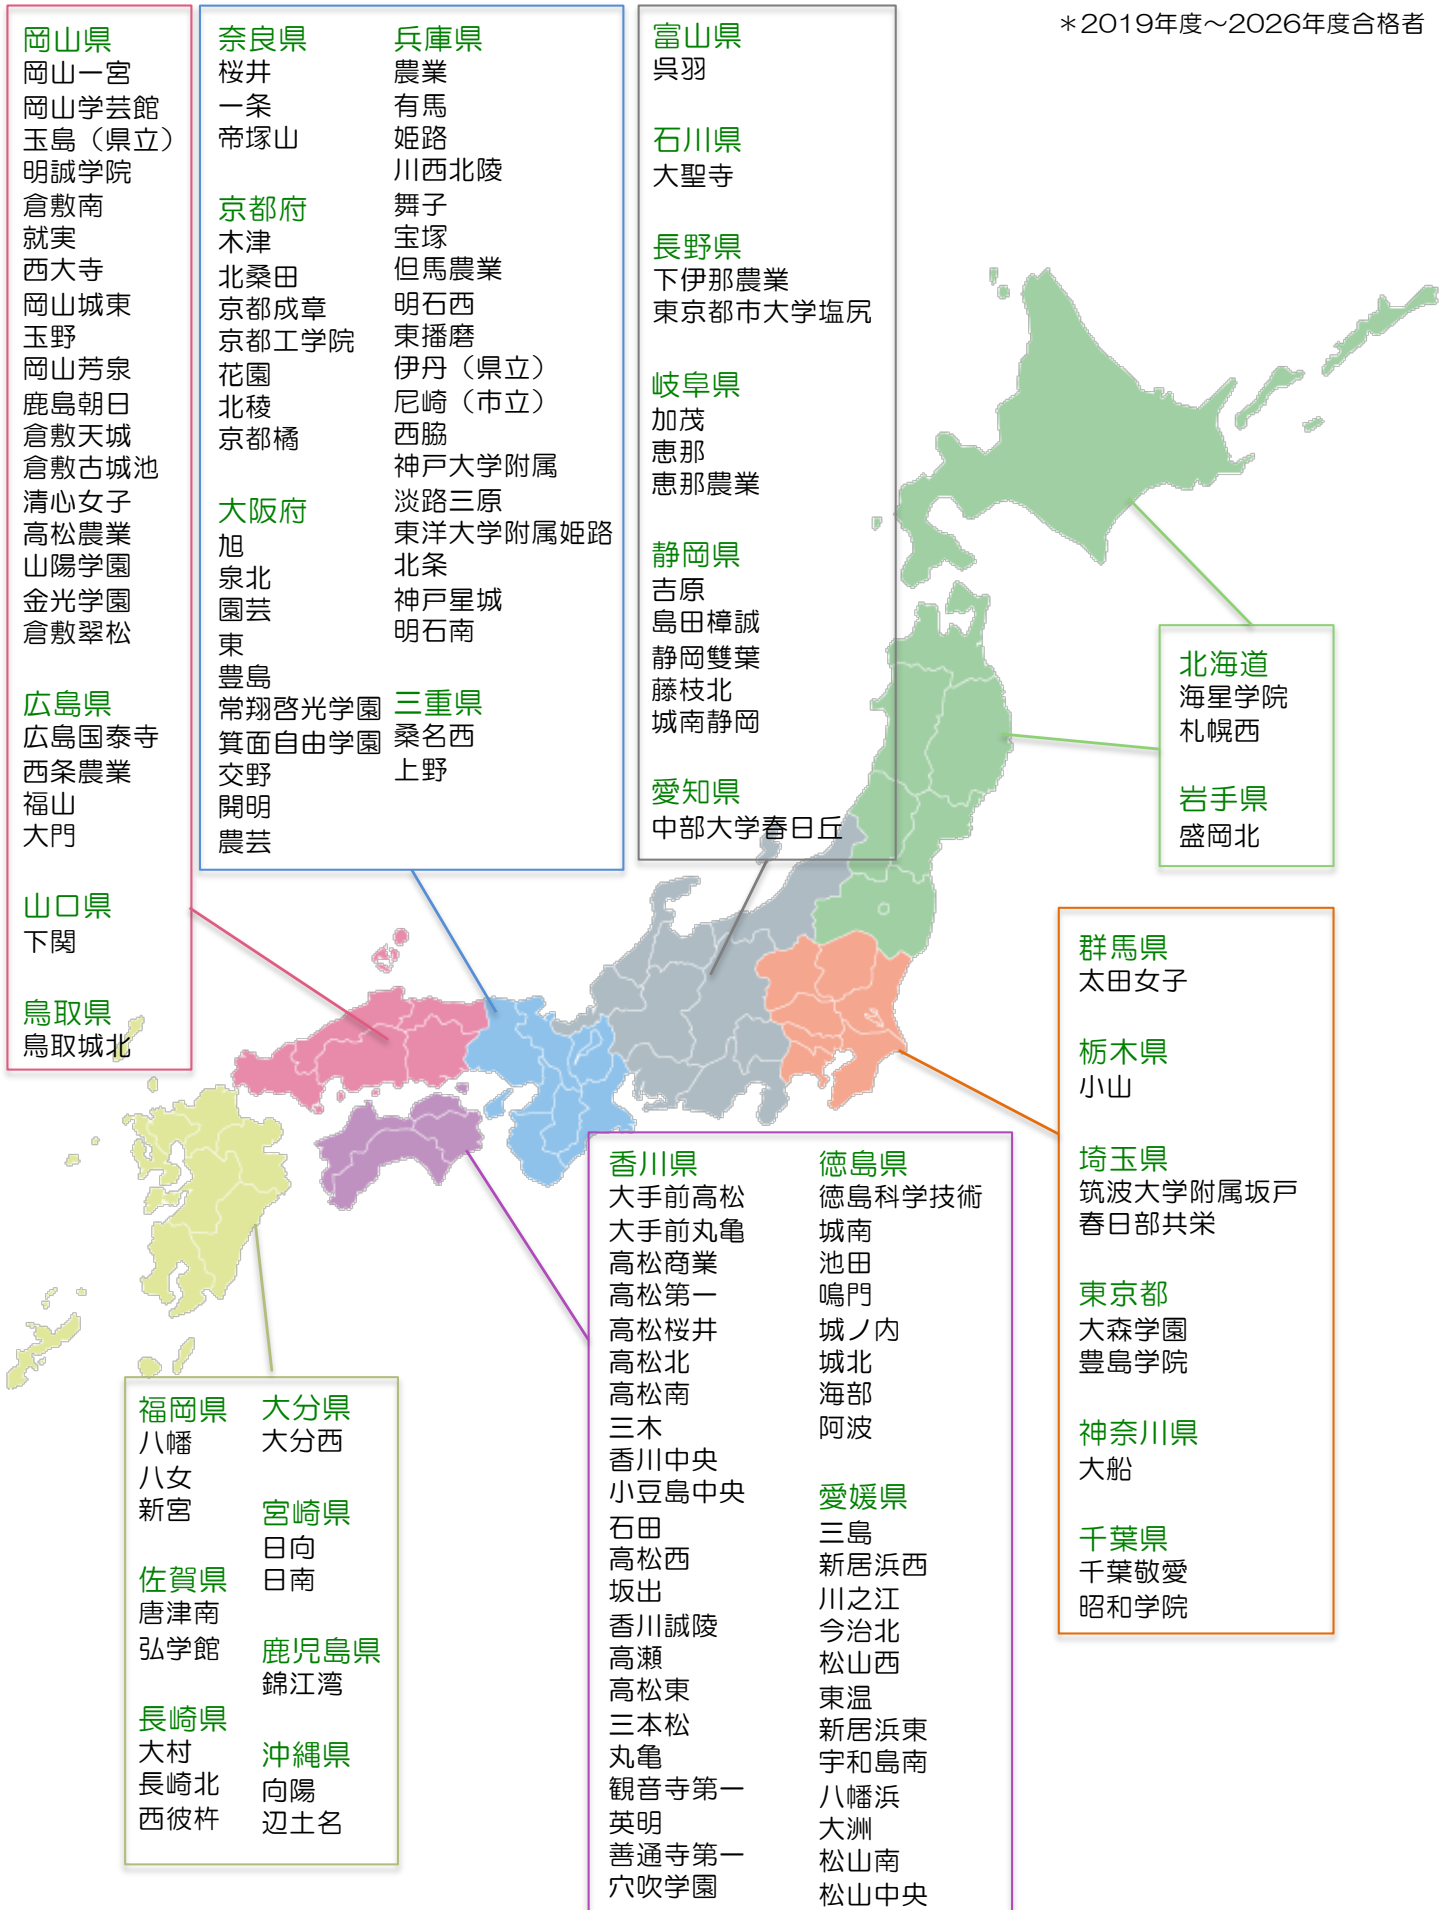 ＊2019年度～2026年度合格者
岡山県
岡山一宮
岡山学芸館
玉島（県立）
明誠学院
倉敷南
就実
西大寺
岡山城東
玉野
岡山芳泉
鹿島朝日
倉敷天城
倉敷古城池
清心女子
高松農業
山陽学園
金光学園
倉敷翠松
広島県
広島国泰寺
西条農業
福山
大門
山口県
下関
鳥取県
鳥取城北
奈良県
桜井
一条
帝塚山
京都府
木津
北桑田
京都成章
京都工学院
花園
北稜
京都橘
大阪府
旭
泉北
園芸
東
豊島
常翔啓光学園
箕面自由学園
交野
開明
農芸
兵庫県
農業
有馬
姫路
川西北陵
舞子
宝塚
但馬農業
明石西
東播磨
伊丹（県立）
尼崎（市立）
西脇
神戸大学附属
淡路三原
東洋大学附属姫路
北条
神戸星城
明石南
三重県
桑名西
上野
富山県
呉羽
石川県
大聖寺
長野県
下伊那農業
東京都市大学塩尻
岐阜県
加茂
恵那
恵那農業
静岡県
吉原
島田樟誠
静岡雙葉
藤枝北
城南静岡
愛知県
中部大学春日丘
北海道
海星学院
札幌西
岩手県
盛岡北
群馬県
太田女子
栃木県
小山
埼玉県
筑波大学附属坂戸
春日部共栄
東京都
大森学園
豊島学院
神奈川県
大船
千葉県
千葉敬愛
昭和学院
香川県
大手前高松
大手前丸亀
高松商業
高松第一
高松桜井
高松北
高松南
三木
香川中央
小豆島中央
石田
高松西
坂出
香川誠陵
高瀬
高松東
三本松
丸亀
観音寺第一
英明
善通寺第一
穴吹学園
徳島県
徳島科学技術
城南
池田
鳴門
城ノ内
城北
海部
阿波
愛媛県
三島
新居浜西
川之江
今治北
松山西
東温
新居浜東
宇和島南
八幡浜
大洲
松山南
松山中央
福岡県
八幡
八女
新宮
佐賀県
唐津南
弘学館
長崎県
大村
長崎北
西彼杵
大分県
大分西
宮崎県
日向
日南
鹿児島県
錦江湾
沖縄県
向陽
辺土名